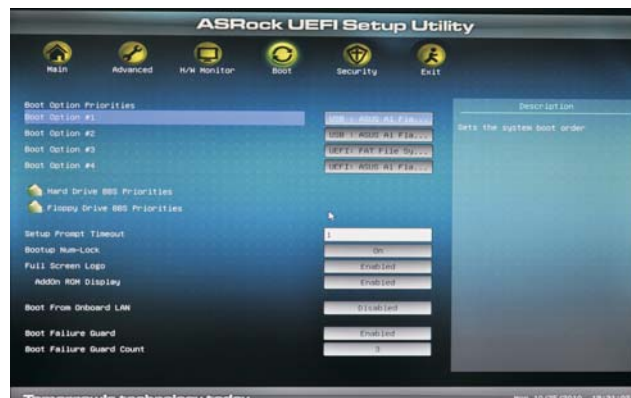 ASRock UEFI Setup Utility
Main Advanced H/W Monitor Boot Security Exit
Boot Option Priorities
Boot Option #1 USB : ASUS AI Fla...
Boot Option #2 USB : ASUS AI Fla...
Boot Option #3 UEFI: FAT File Sy...
Boot Option #4 UEFI: ASUS AI Fla...
Hard Drive BBS Priorities
Floppy Drive BBS Priorities
Setup Prompt Timeout 1
Bootup Num-Lock On
Full Screen Logo Enabled
AddOn ROM Display Enabled
Boot From Onboard LAN Disabled
Boot Failure Guard Enabled
Boot Failure Guard Count 3
Description
Sets the system boot order